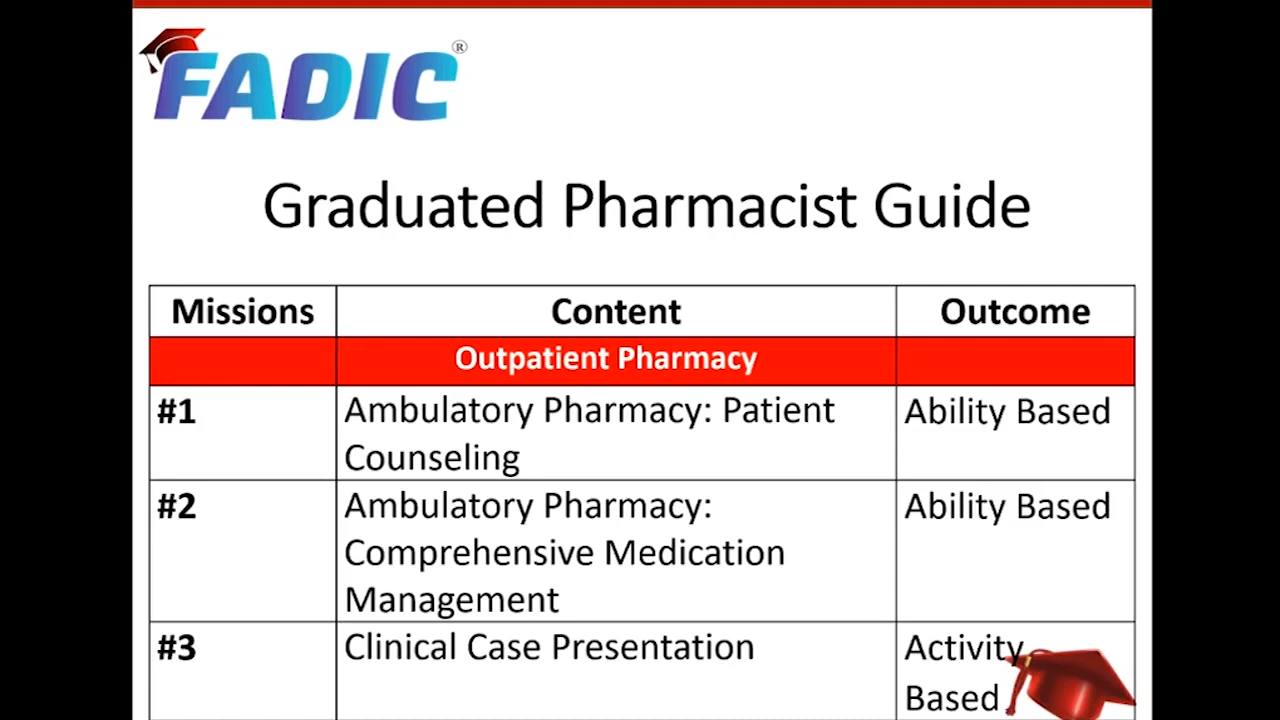 FADIC®
Graduated Pharmacist Guide
Missions Content Outcome
Outpatient Pharmacy
#1 Ambulatory Pharmacy: Patient Ability Based
Counseling
#2 Ambulatory Pharmacy: Ability Based
Comprehensive Medication
Management
#3 Clinical Case Presentation Activity
Based